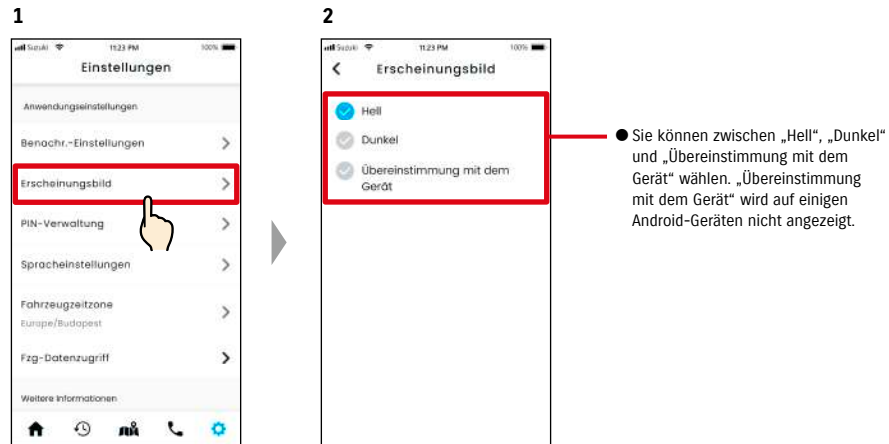 1
Suzuki 11:23 PM 100%
Einstellungen
Anwendungseinstellungen
Benachr.-Einstellungen
Erscheinungsbild
PIN-Verwaltung
Spracheinstellungen
Fahrzeugzeitzone
Europe/Budapest
Fzg-Datenzugriff
Weitere Informationen
2
Suzuki 11:23 PM 100%
Erscheinungsbild
Hell
Dunkel
Übereinstimmung mit dem
Gerät
● Sie können zwischen „Hell“, „Dunkel“
und „Übereinstimmung mit dem
Gerät“ wählen. „Übereinstimmung
mit dem Gerät“ wird auf einigen
Android-Geräten nicht angezeigt.